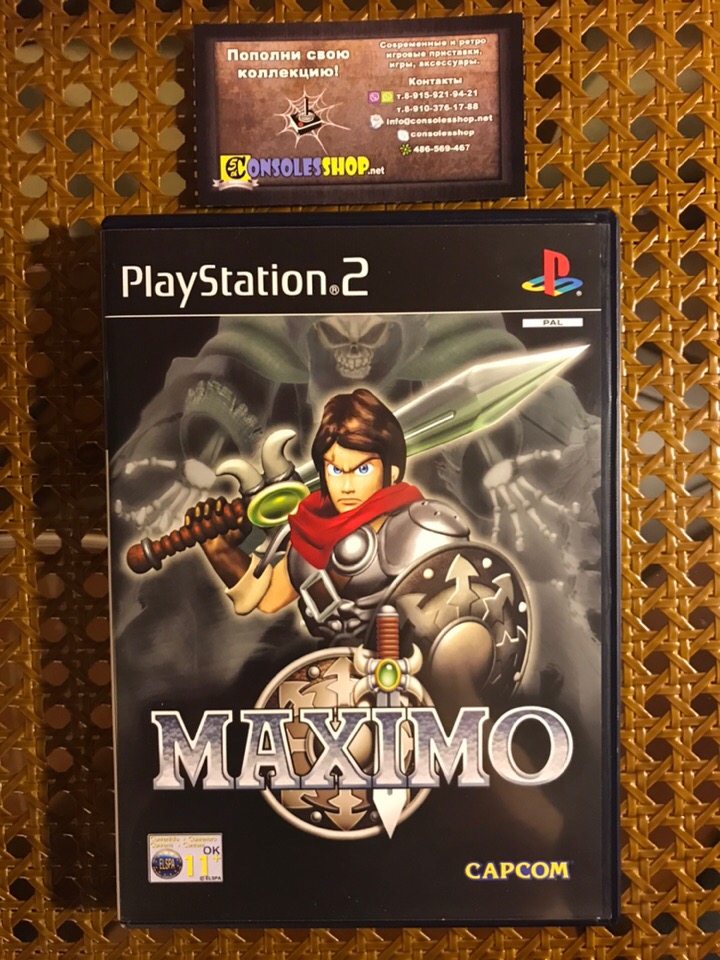 Пополни свою
коллекцию!
Современные и ретро
игровые приставки,
игры, аксессуары.
Контакты
т.8-915-921-94-21
т.8-910-376-17-88
info@consolesshop.net
consolesshop
486-569-467
CONSOLESSHOP.net
PlayStation®2
PAL
MAXIMO
ELSPA
OK
11+
©ELSPA
CAPCOM